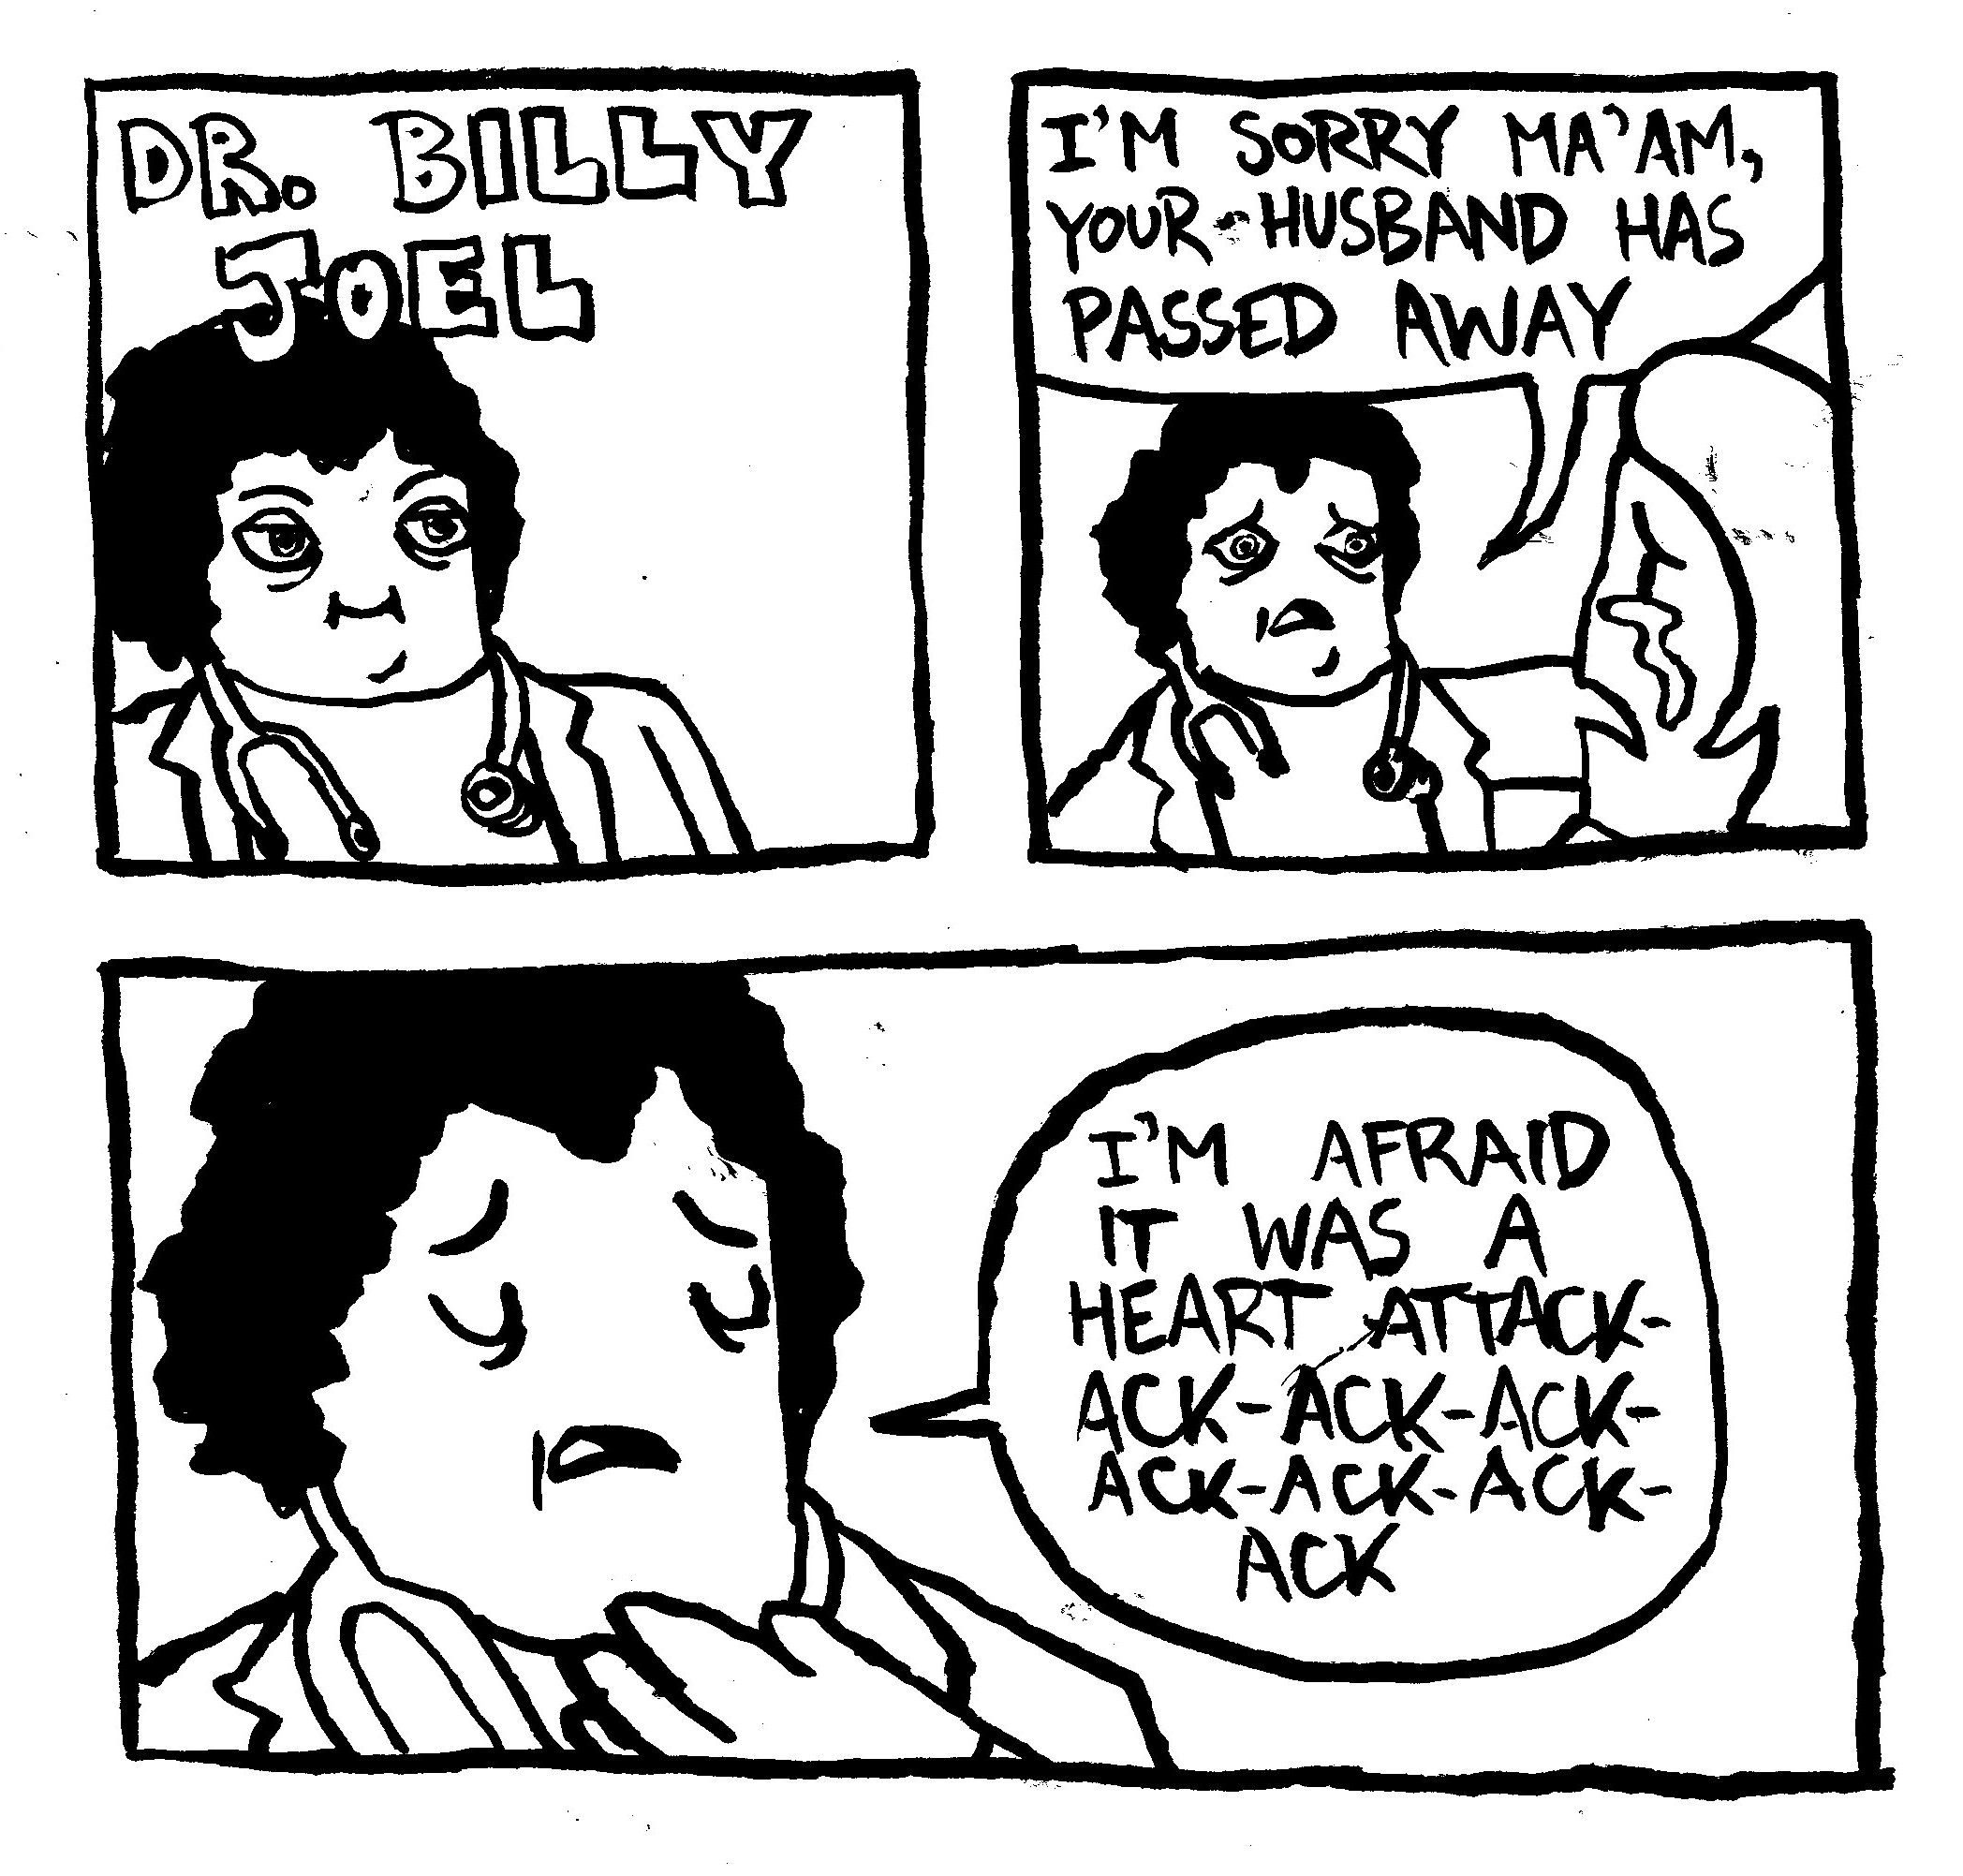 DR. BILLY
JOEL
I'M SORRY MA'AM,
YOUR HUSBAND HAS
PASSED AWAY
I'M AFRAID
IT WAS A
HEART ATTACK-
ACK-ACK-ACK-
ACK-ACK-ACK-
ACK